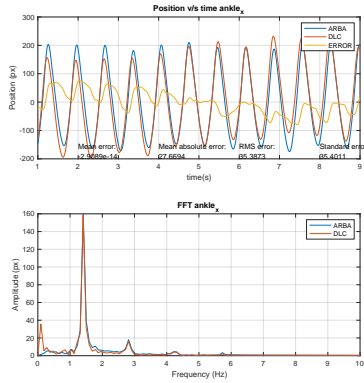 Position v/s time ankle_x
Position (px)
300
200
100
0
-100
-200
ARBA
DLC
ERROR
Mean error:
Mean absolute error:
27.6694
RMS error:
35.3873
Standard error
35.4011
1 2 3 4 5 6 7 8 9
time(s)
FFT ankle_x
Amplitude (px)
160
140
120
100
80
60
40
20
0
ARBA
DLC
0 1 2 3 4 5 6 7 8 9 10
Frequency (Hz)